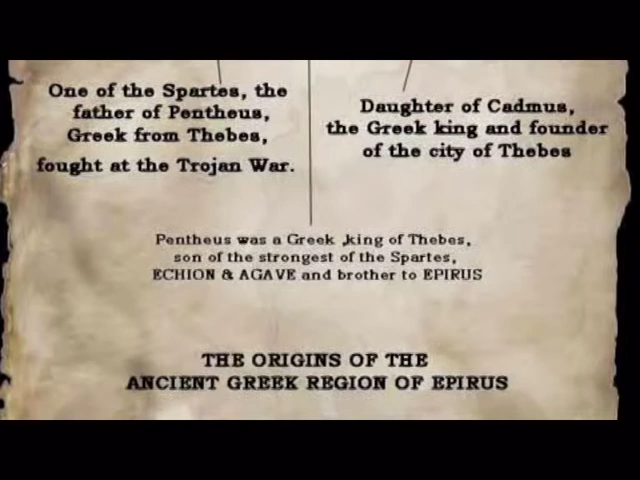 One of the Spartes, the
father of Pentheus,
Greek from Thebes,
fought at the Trojan War.
Daughter of Cadmus,
the Greek king and founder
of the city of Thebes
Pentheus was a Greek ,king of Thebes,
son of the strongest of the Spartes,
ECHION & AGAVE and brother to EPIRUS
THE ORIGINS OF THE
ANCIENT GREEK REGION OF EPIRUS